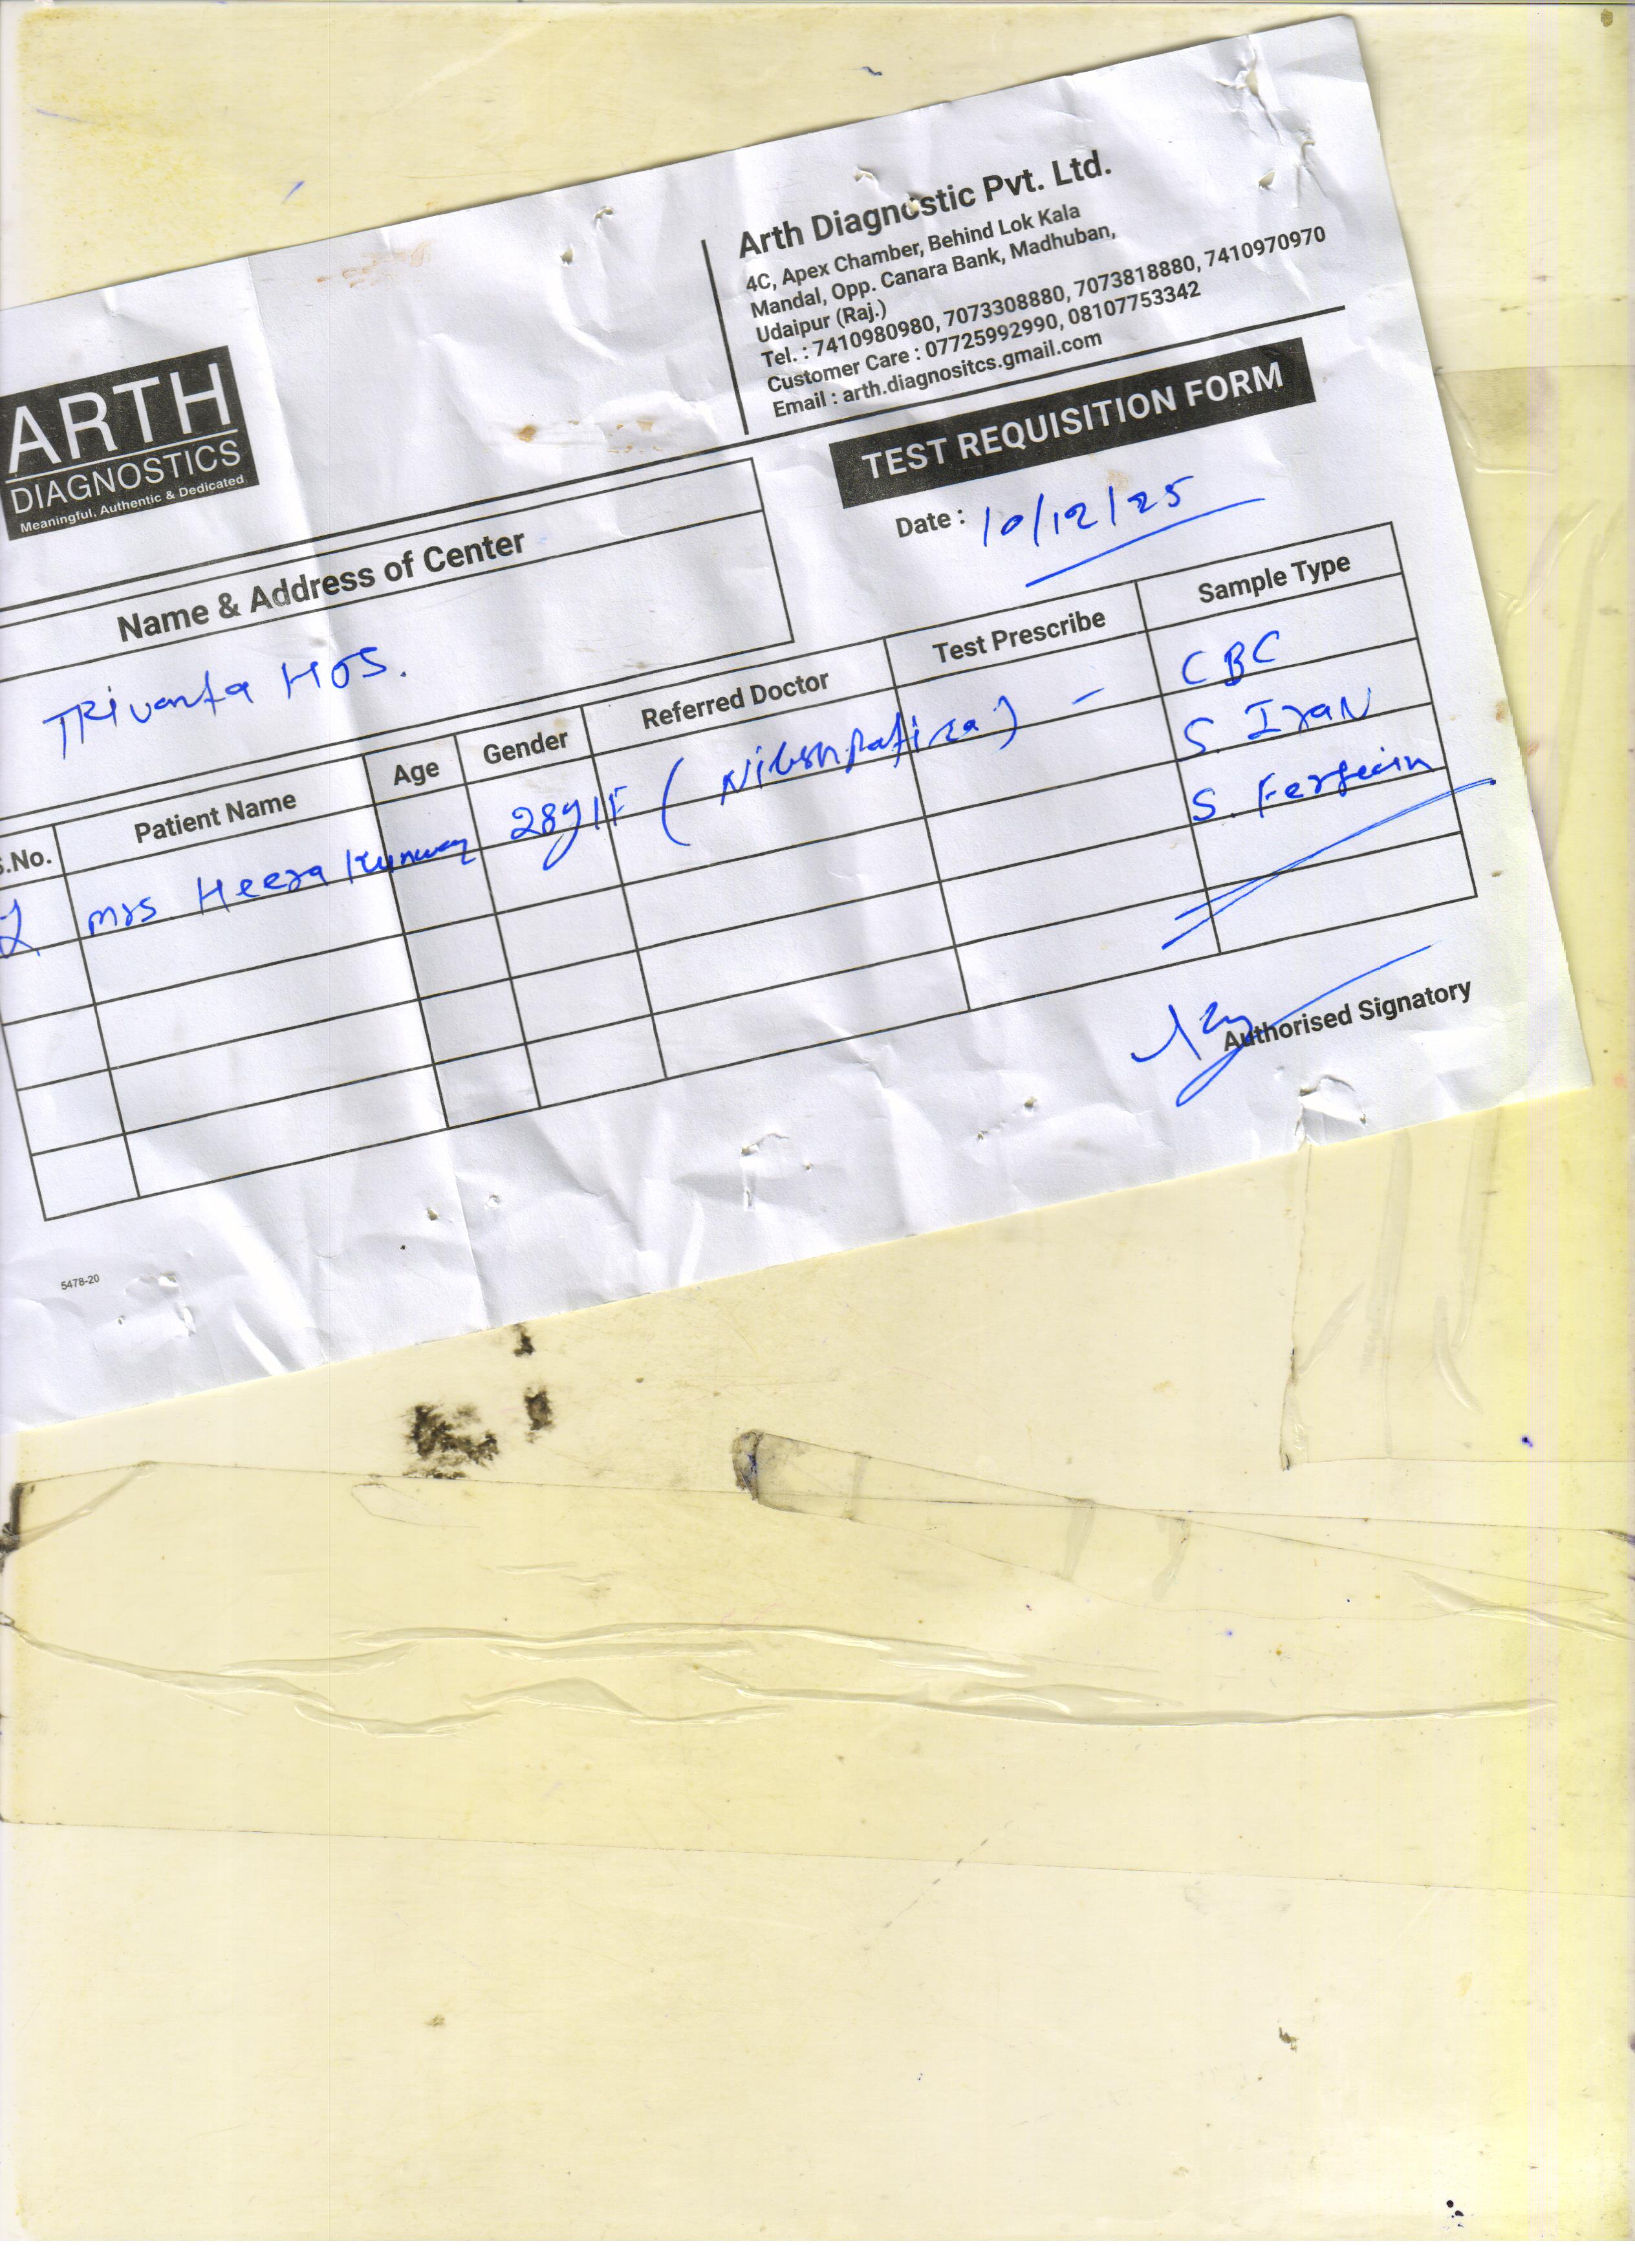 Arth Diagnostic Pvt. Ltd.
4C, Apex Chamber, Behind Lok Kala
Mandal, Opp. Canara Bank, Madhuban,
Udaipur (Raj.)
Tel. : 7410980980, 7073308880, 7073818880, 7410970970
Customer Care : 07725992990, 08107753342
Email : arth.diagnositcs.gmail.com
ARTH
DIAGNOSTICS
Meaningful, Authentic & Dedicated
TEST REQUISITION FORM
Date : 10/12/25
Name & Address of Center
TRivanta HOS.
S.No. Patient Name Age Gender Referred Doctor Test Prescribe Sample Type
1 mrs. Heera Kunwar 28y/F ( ) - CBC
S. Iran
S. 
Authorised Signatory
5478-20